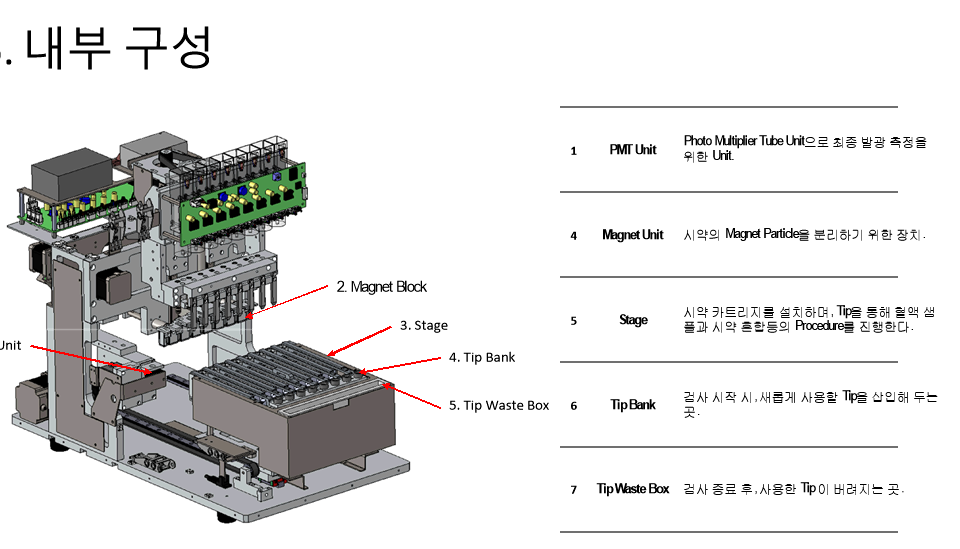 . 내부 구성
1 PMT Unit Photo Multiplier Tube Unit으로 최종 발광 측정을
위한 Unit.
4 Magnet Unit 시약의 Magnet Particle을 분리하기 위한 장치.
5 Stage 시약 카트리지를 설치하며, Tip을 통해 혈액 샘
플과 시약 혼합등의 Procedure를 진행한다.
6 Tip Bank 검사 시작 시, 새롭게 사용할 Tip을 삽입해 두는
곳.
7 Tip Waste Box 검사 종료 후, 사용한 Tip이 버려지는 곳.
2. Magnet Block
3. Stage
Unit
4. Tip Bank
5. Tip Waste Box